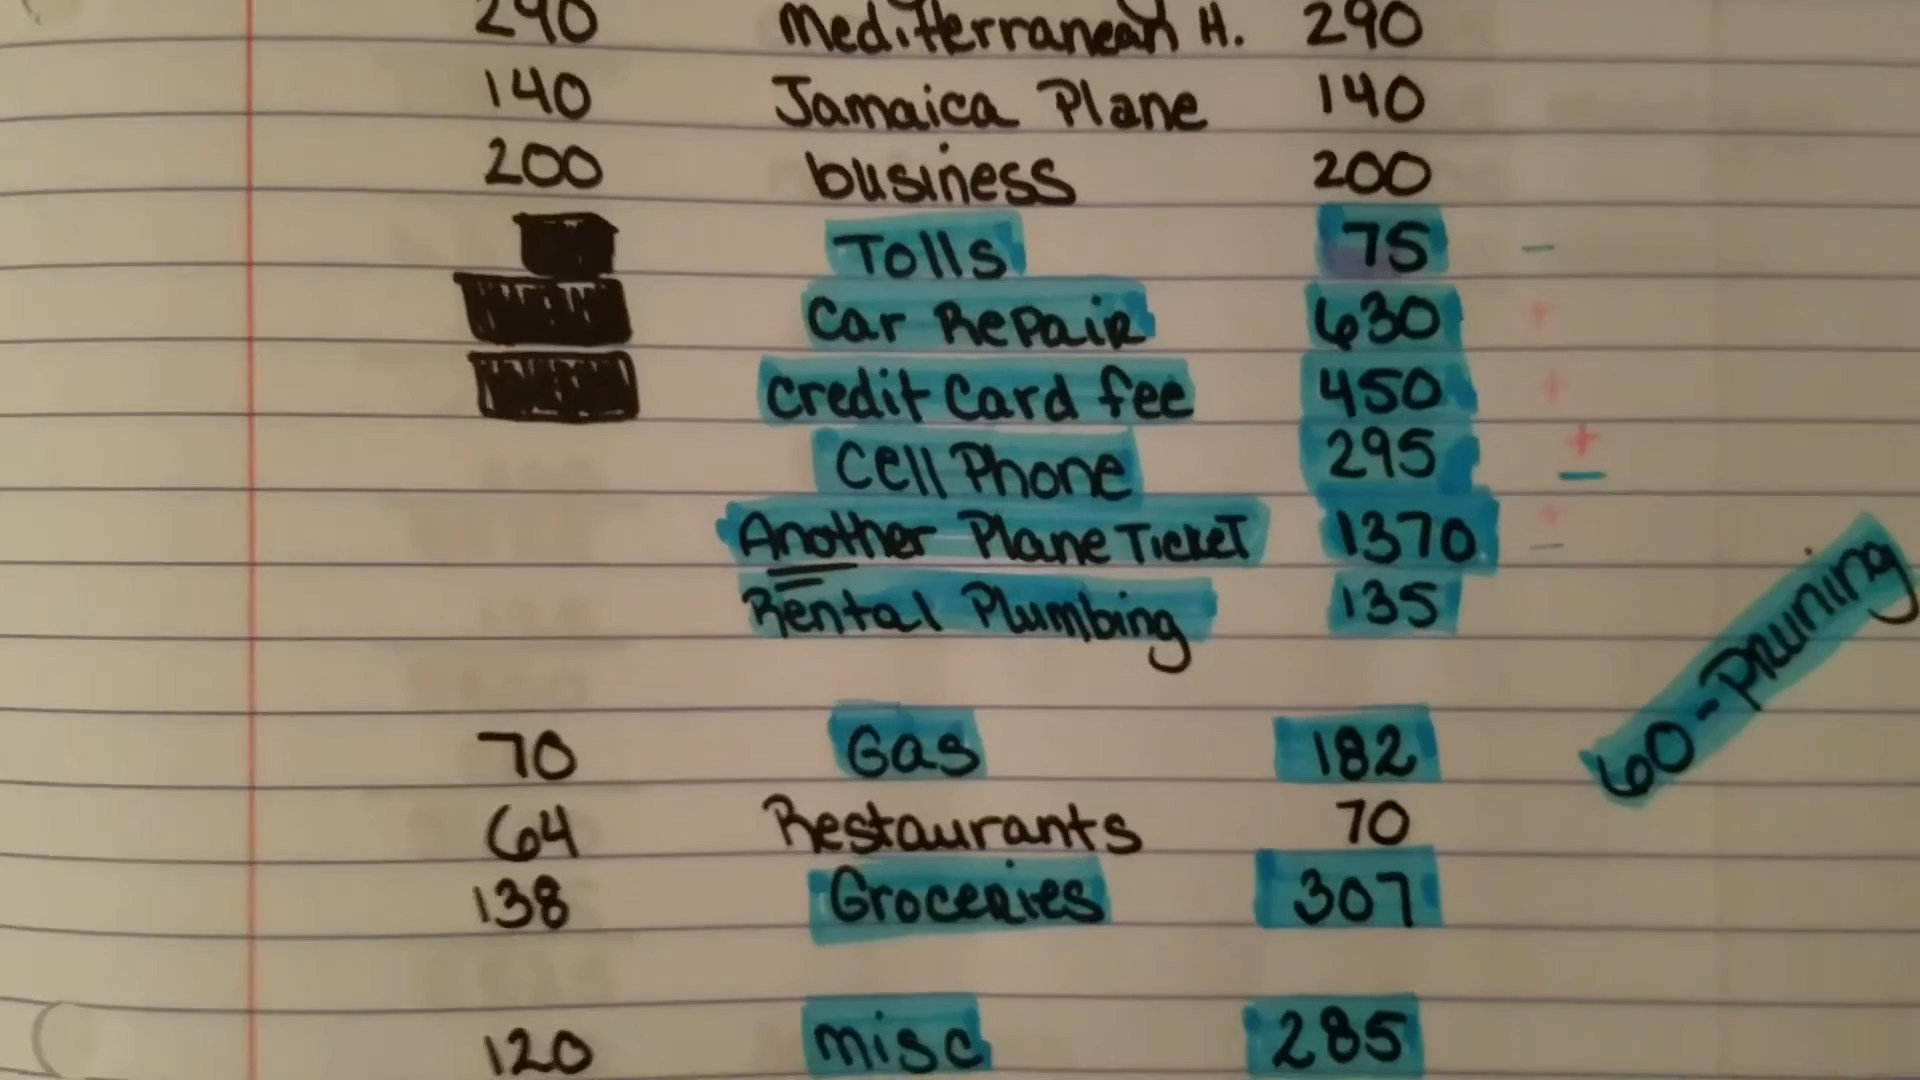 290 Mediterranean H. 290
140 Jamaica Plane 140
200 business 200
Tolls 75 -
Car Repair 630 +
Credit Card fee 450 +
Cell Phone 295 + -
Another Plane Ticket 1370 + -
Rental Plumbing 135
60-Pruning
70 Gas 182
64 Restaurants 70
138 Groceries 307
120 misc 285